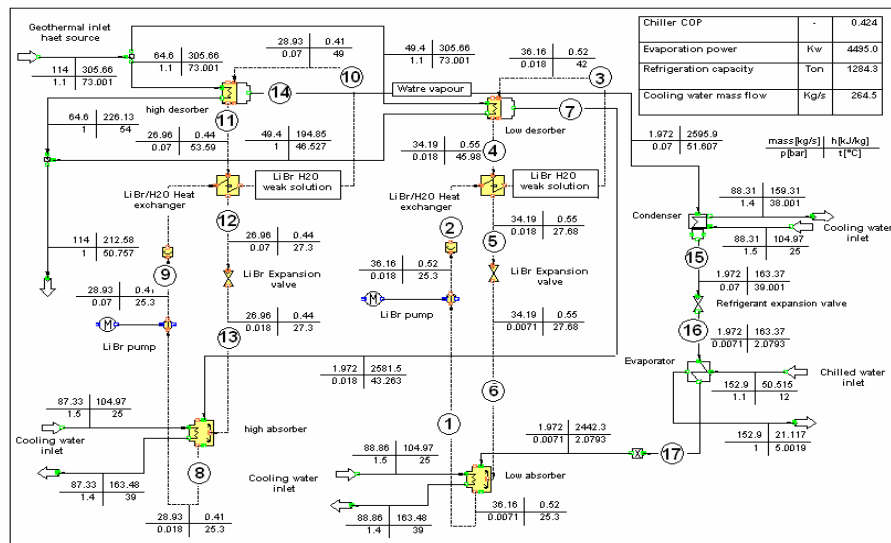 Geothermal inlet
haet source
114 305.66
1.1 73.001
64.6 305.66
1.1 73.001
28.93 0.41
0.07 49
10
49.4 305.66
1.1 73.001
36.16 0.52
0.018 42
3
Chiller COP - 0.424
Evaporation power Kw 4495.0
Refrigeration capacity Ton 1284.3
Cooling water mass flow Kg/s 264.5
14
Watre vapour
high desorber
7
Low desorber
11
64.6 226.13
1 54
26.96 0.44
0.07 53.59
49.4 194.85
1 46.527
34.19 0.55
0.018 45.98
4
1.972 2595.9
0.07 51.607
mass[kg/s] h[kJ/kg]
p[bar] t[°C]
LiBr H2O
weak solution
LiBr/H2O Heat
exchanger
LiBr/H2O Heat
exchanger
LiBr H2O
weak solution
88.31 159.31
1.4 38.001
Condenser
Cooling water
inlet
88.31 104.97
1.5 25
15
12
2
5
34.19 0.55
0.018 27.68
114 212.58
1 50.757
9
26.96 0.44
0.07 27.3
LiBr Expansion
valve
36.16 0.52
0.018 25.3
LiBr Expansion
valve
1.972 163.37
0.07 39.001
Refrigerant expansion valve
28.93 0.41
0.07 25.3
M
LiBr pump
26.96 0.44
0.018 27.3
M
LiBr pump
34.19 0.55
0.0071 27.68
16
1.972 163.37
0.0071 2.0793
13
Evaporator
Chilled water
inlet
152.9 50.515
1.1 12
1.972 2581.5
0.018 43.263
6
87.33 104.97
1.5 25
high absorber
Cooling water
inlet
1
1.972 2442.3
0.0071 2.0793
152.9 21.117
1 5.0019
17
8
88.86 104.97
1.5 25
Cooling water
inlet
Low absorber
87.33 163.48
1.4 39
28.93 0.41
0.018 25.3
88.86 163.48
1.4 39
36.16 0.52
0.0071 25.3